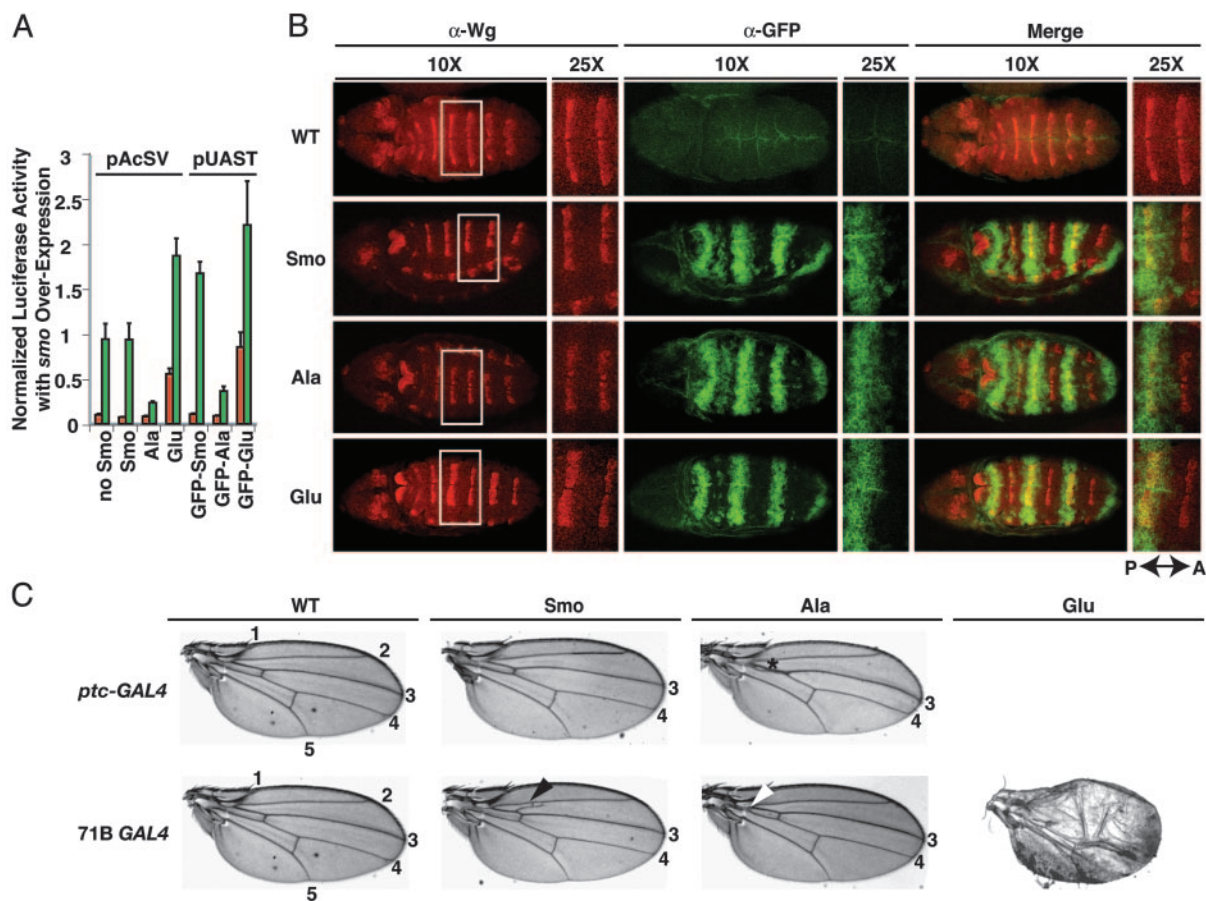 A
Normalized Luciferase Activity
with smo Over-Expression
pAcSV
pUAST
3
2.5
2
1.5
1
0.5
0
no Smo
Smo
Ala
Glu
GFP-Smo
GFP-Ala
GFP-Glu
B
α-Wg
α-GFP
Merge
10X
25X
10X
25X
10X
25X
WT
Smo
Ala
Glu
P
A
C
WT
Smo
Ala
Glu
ptc-GAL4
1
2
3
4
5
3
4
*
3
4
71B GAL4
1
2
3
4
5
3
4
3
4